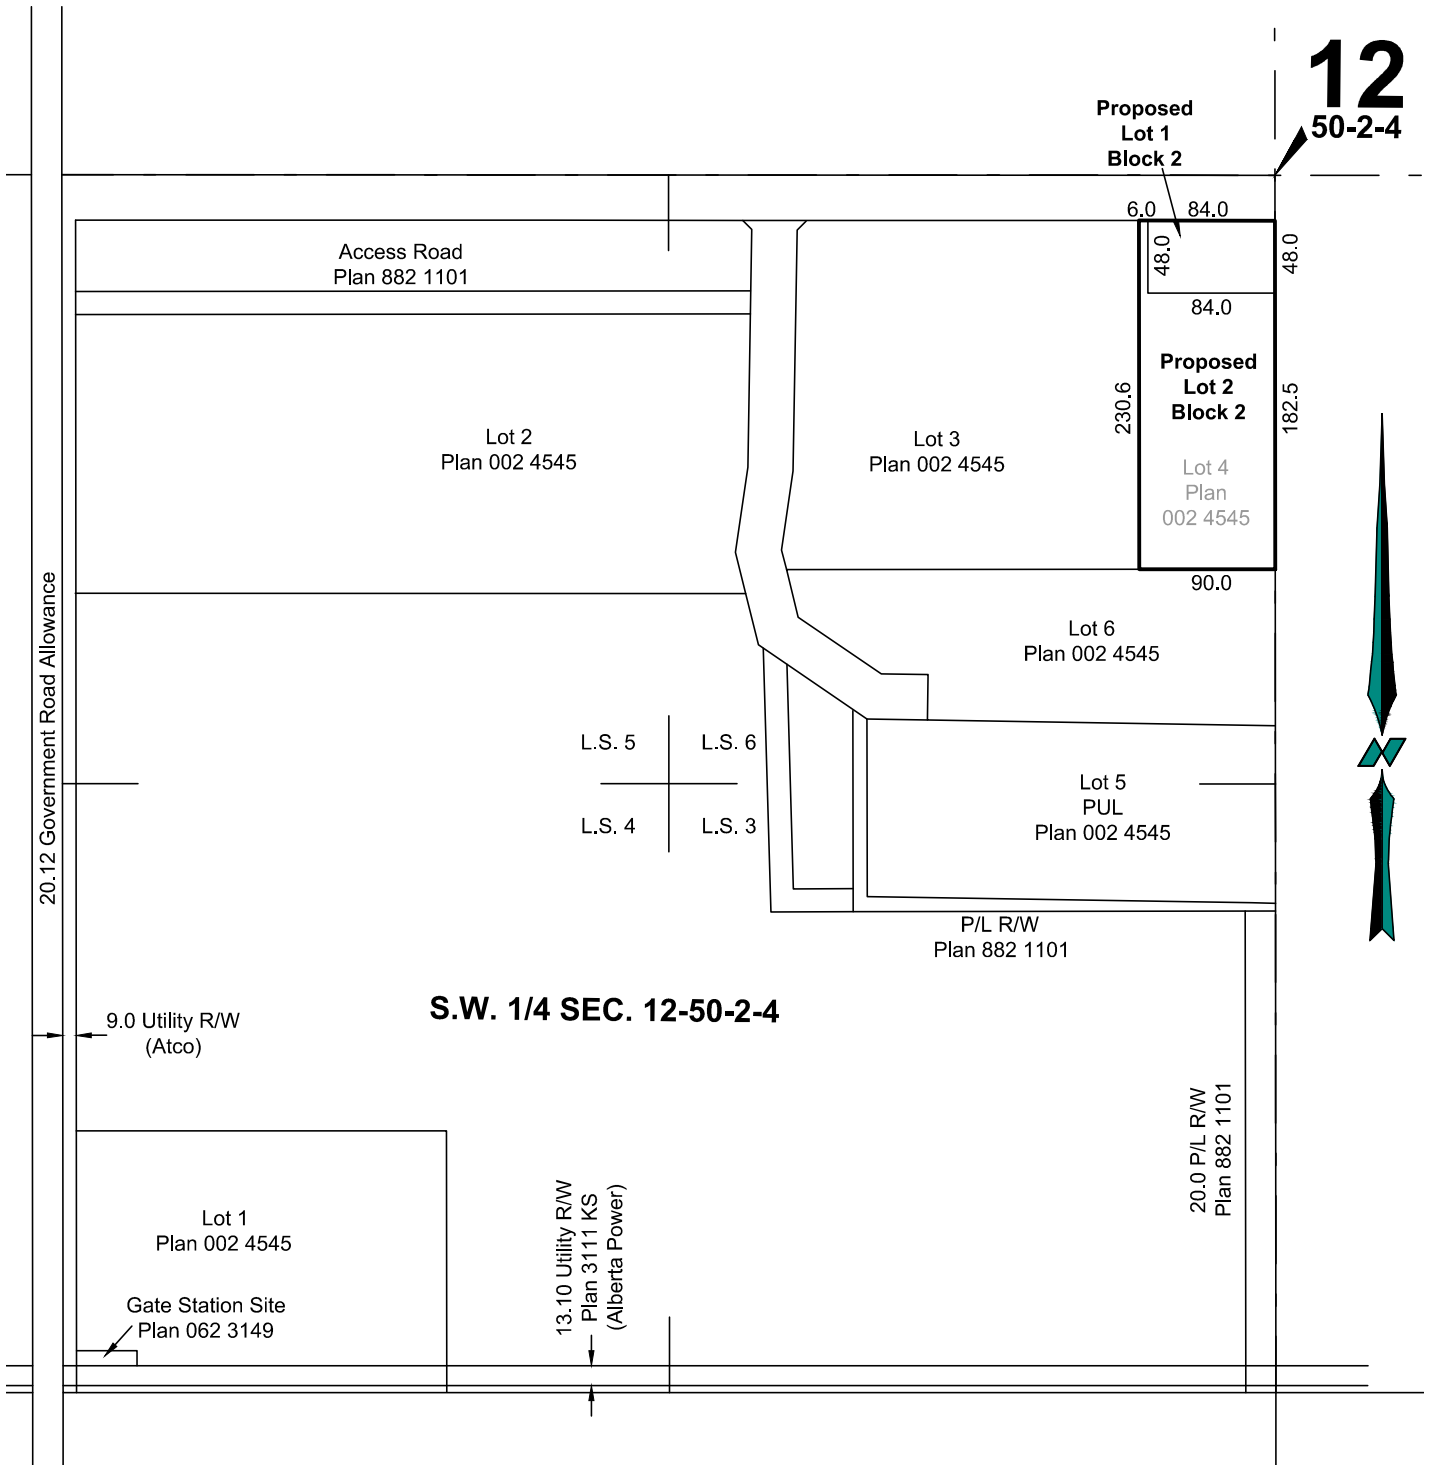 12
50-2-4
Proposed
Lot 1
Block 2
6.0
84.0
48.0
48.0
84.0
Access Road
Plan 882 1101
Proposed
Lot 2
Block 2
230.6
182.5
Lot 2
Plan 002 4545
Lot 3
Plan 002 4545
Lot 4
Plan
002 4545
90.0
20.12 Government Road Allowance
Lot 6
Plan 002 4545
L.S. 5
L.S. 6
L.S. 4
L.S. 3
Lot 5
PUL
Plan 002 4545
N
P/L R/W
Plan 882 1101
S.W. 1/4 SEC. 12-50-2-4
9.0 Utility R/W
(Atco)
20.0 P/L R/W
Plan 882 1101
13.10 Utility R/W
Plan 3111 KS
(Alberta Power)
Lot 1
Plan 002 4545
Gate Station Site
Plan 062 3149